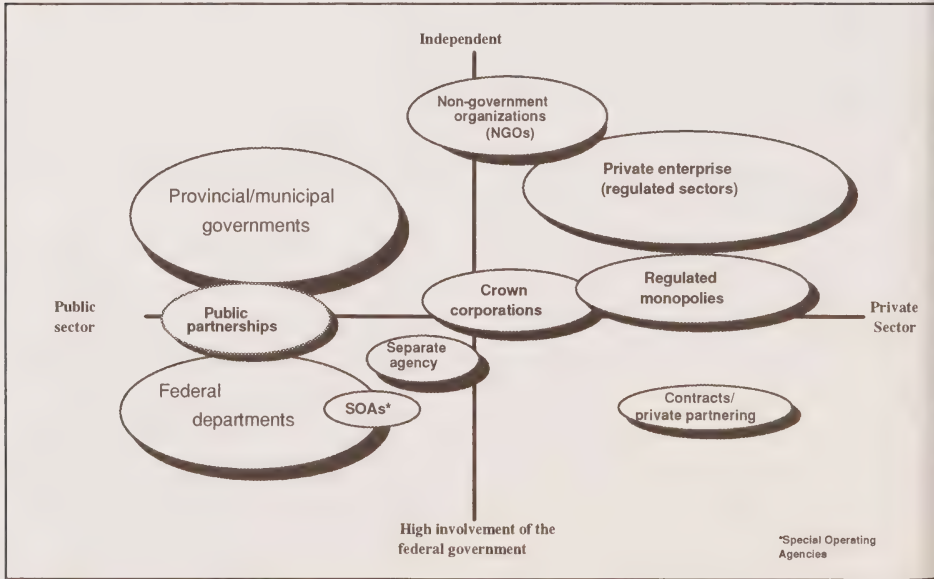 Independent
Non-government
organizations
(NGOs)
Private enterprise
(regulated sectors)
Provincial/municipal
governments
Public
sector
Public
partnerships
Crown
corporations
Regulated
monopolies
Private
Sector
Separate
agency
Federal
departments
SOAs*
Contracts/
private partnering
High involvement of the
federal government
*Special Operating
Agencies